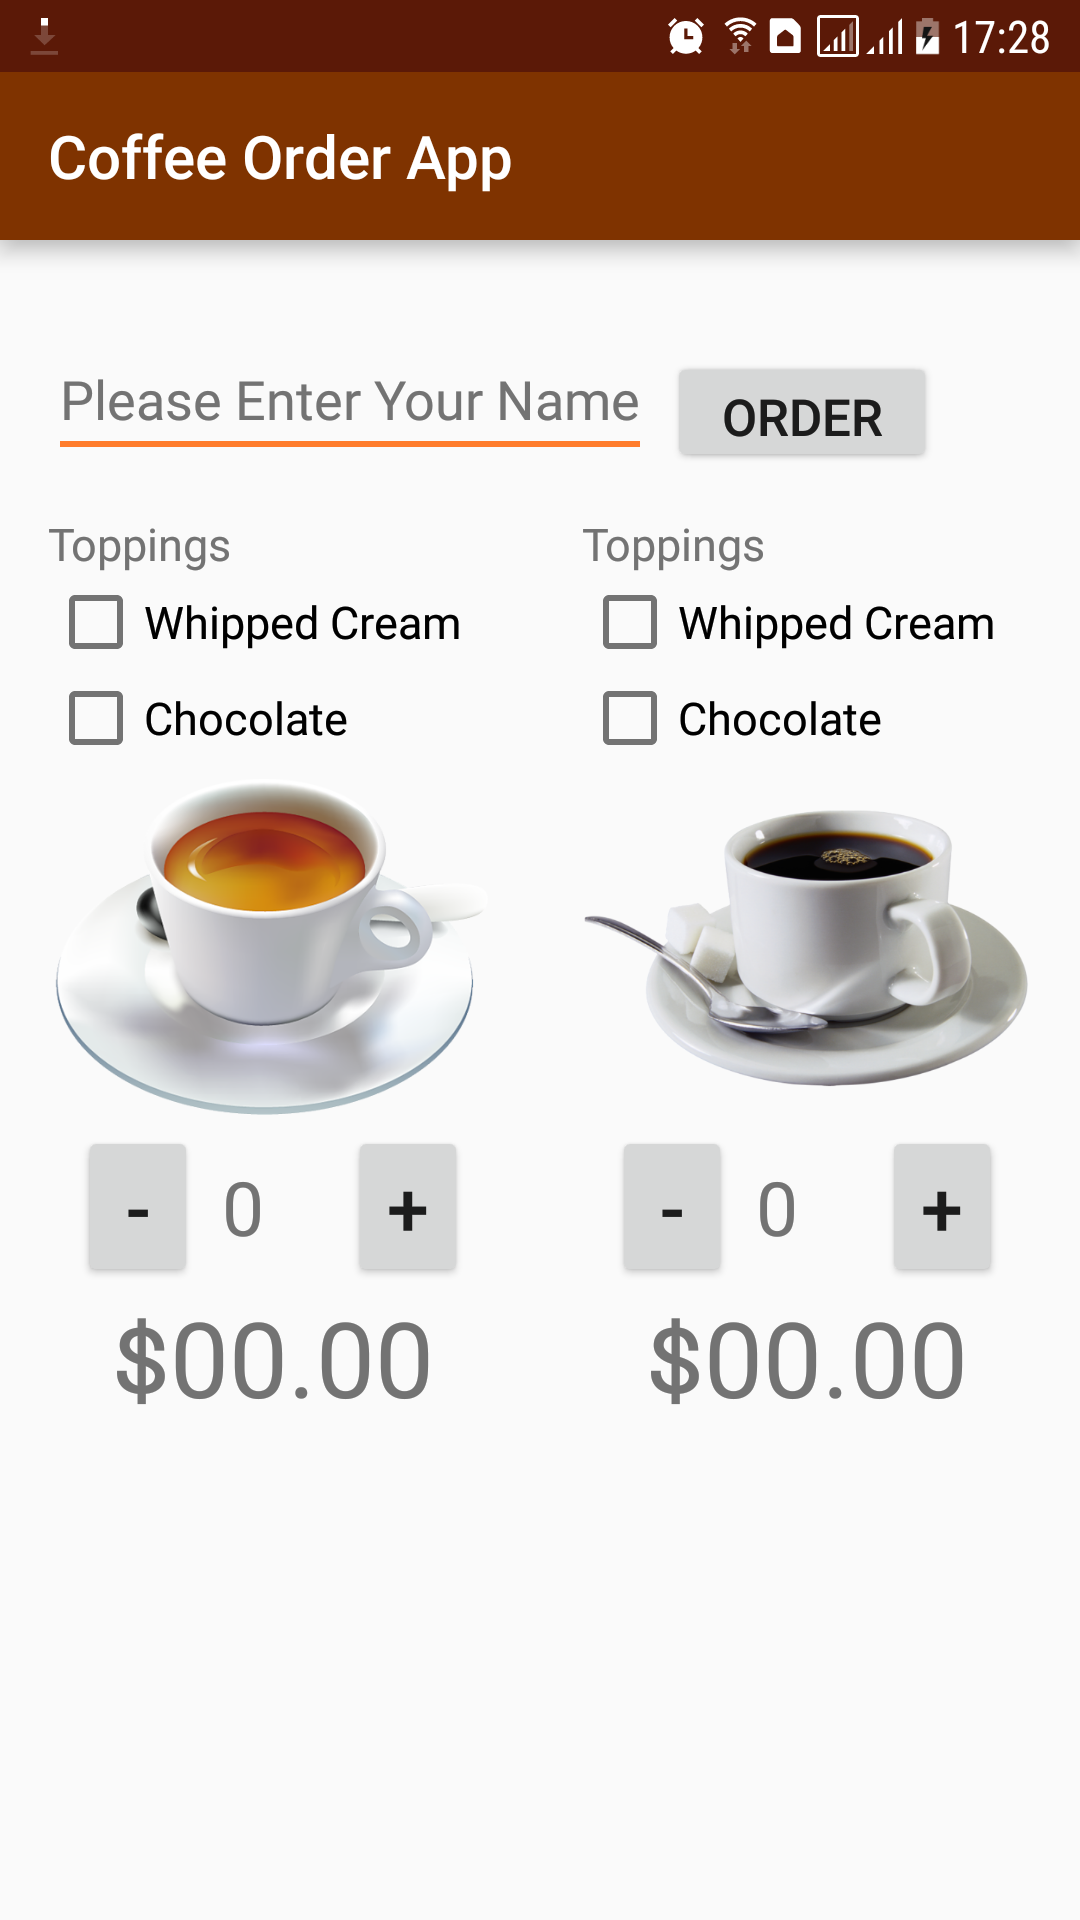 17:28
Coffee Order App
Please Enter Your Name ORDER
Toppings Toppings
Whipped Cream Whipped Cream
Chocolate Chocolate
- 0 + - 0 +
$00.00 $00.00